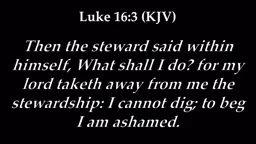 Luke 16:3 (KJV)
Then the steward said within
himself, What shall I do? for my
lord taketh away from me the
stewardship: I cannot dig; to beg
I am ashamed.